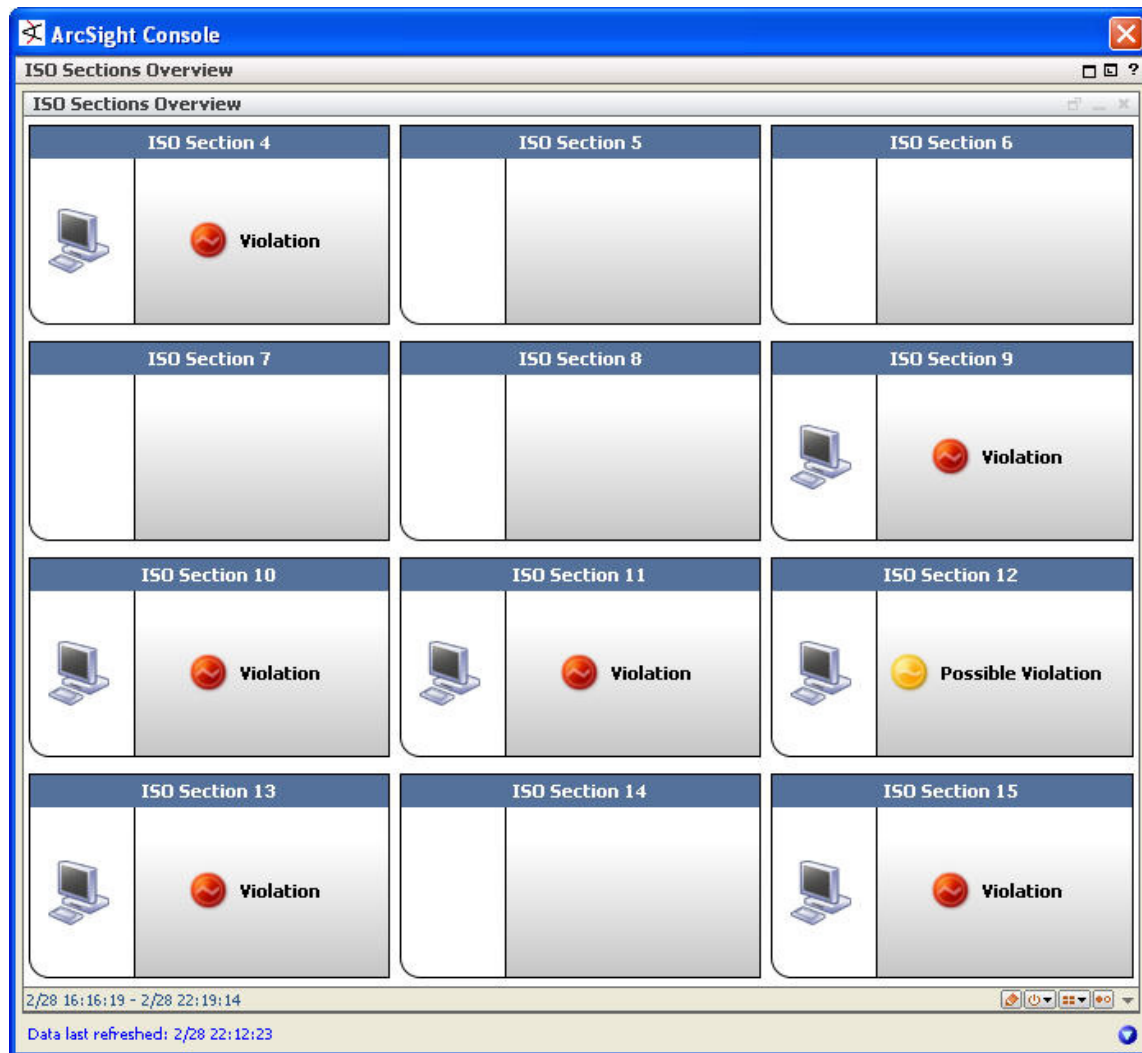 ArcSight Console
ISO Sections Overview
?
ISO Sections Overview
ISO Section 4
ISO Section 5
ISO Section 6
Violation
ISO Section 7
ISO Section 8
ISO Section 9
Violation
ISO Section 10
ISO Section 11
ISO Section 12
Violation
Violation
Possible Violation
ISO Section 13
ISO Section 14
ISO Section 15
Violation
Violation
2/28 16:16:19 - 2/28 22:19:14
Data last refreshed: 2/28 22:12:23